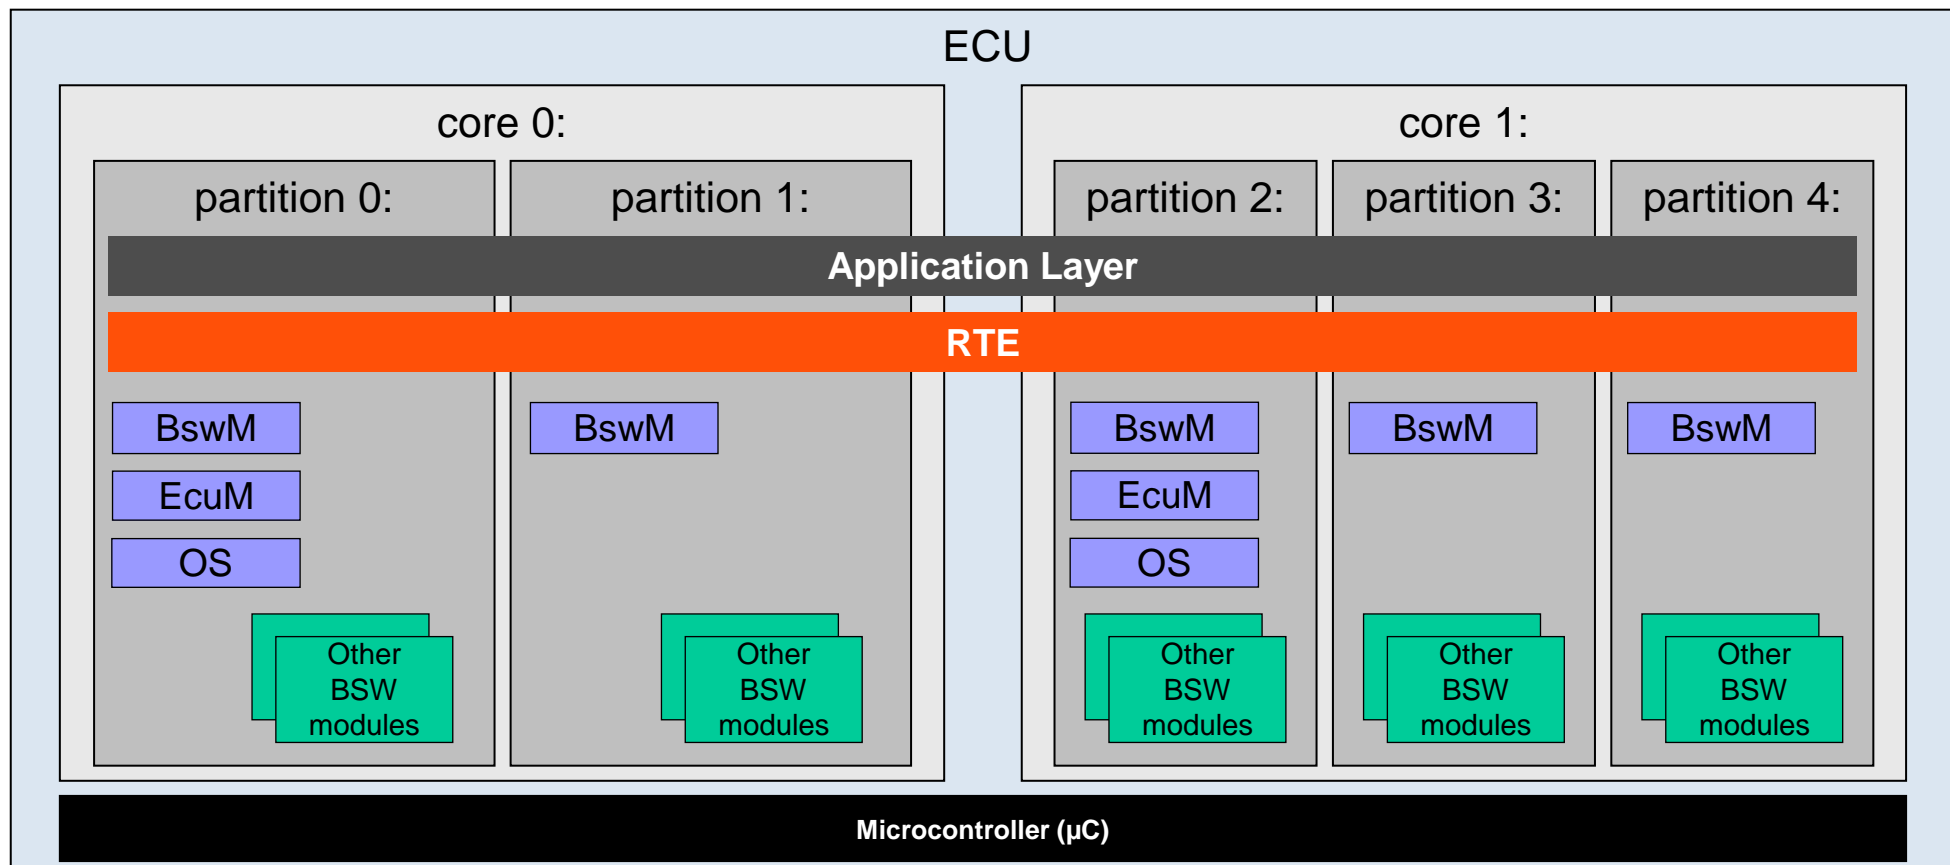 ECU
core 0:
core 1:
partition 0:
partition 1:
partition 2:
partition 3:
partition 4:
Application Layer
RTE
BswM
BswM
BswM
BswM
BswM
EcuM
EcuM
OS
OS
Other
BSW
modules
Other
BSW
modules
Other
BSW
modules
Other
BSW
modules
Other
BSW
modules
Microcontroller (µC)